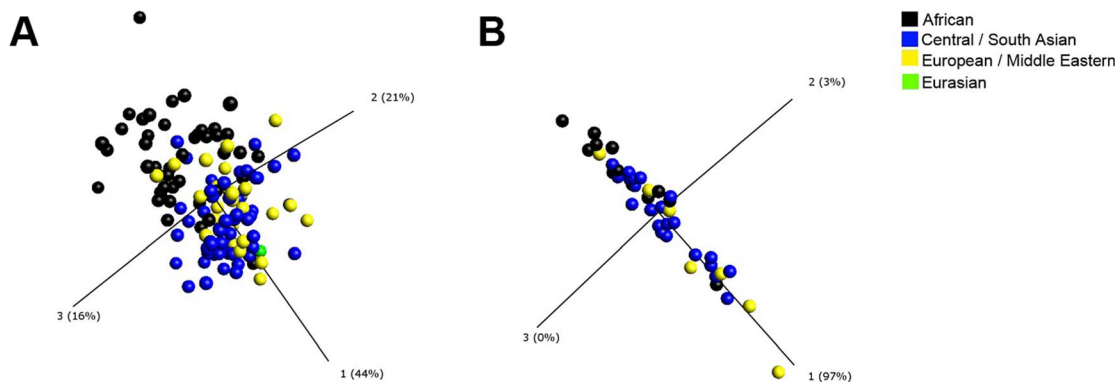 A
B
African
Central / South Asian
European / Middle Eastern
Eurasian
2 (21%)
2 (3%)
3 (16%)
3 (0%)
1 (44%)
1 (97%)